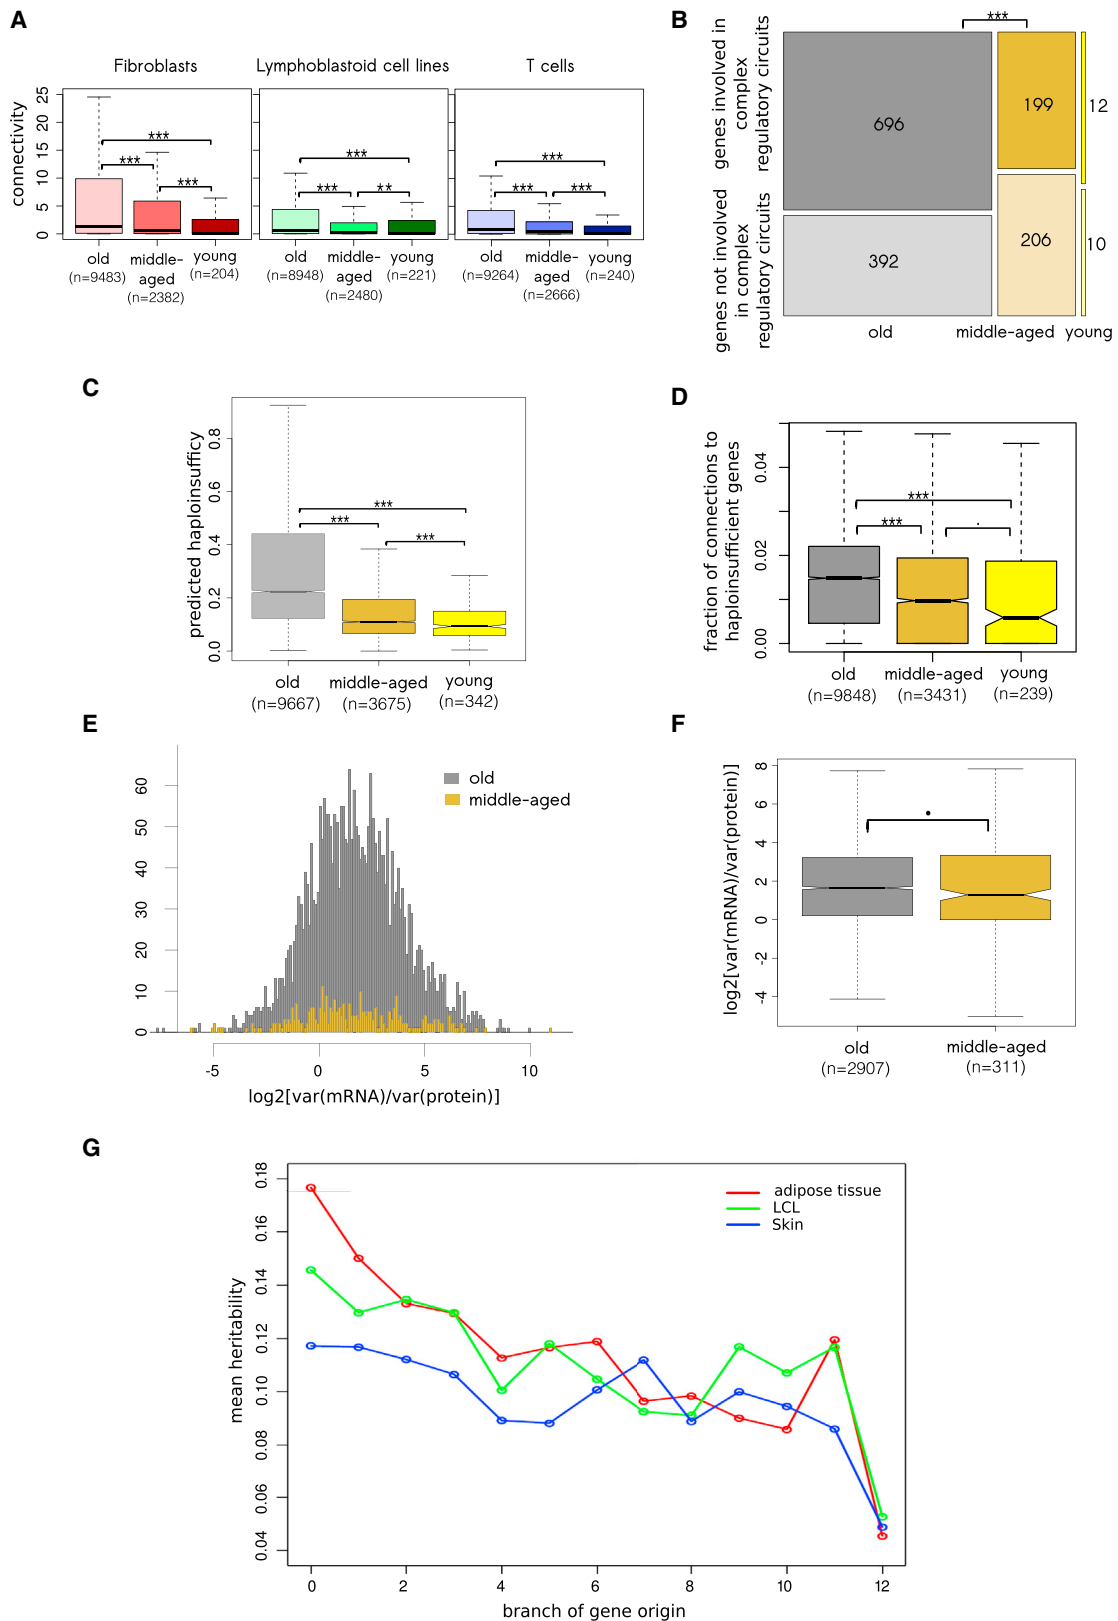 A
Fibroblasts
Lymphoblastoid cell lines
T cells
connectivity
25
20
15
10
5
0
***
***
***
***
***
**
***
***
***
old
(n=9483)
middle-
aged
(n=2382)
young
(n=204)
old
(n=8948)
middle-
aged
(n=2480)
young
(n=221)
old
(n=9264)
middle-
aged
(n=2666)
young
(n=240)
B
genes involved in
complex
regulatory circuits
genes not involved
in complex
regulatory circuits
***
696
199
12
392
206
10
old
middle-aged
young
C
predicted haploinsufficy
0.8
0.6
0.4
0.2
0.0
***
***
***
old
(n=9667)
middle-aged
(n=3675)
young
(n=342)
D
fraction of connections to
haploinsufficient genes
0.04
0.02
0.00
***
***
.
old
(n=9848)
middle-aged
(n=3431)
young
(n=239)
E
60
50
40
30
20
10
0
old
middle-aged
-5
0
5
10
log2[var(mRNA)/var(protein)]
F
log2[var(mRNA)/var(protein)]
8
6
4
2
0
-2
-4
old
(n=2907)
middle-aged
(n=311)
G
mean heritability
0.18
0.16
0.14
0.12
0.10
0.08
0.06
0.04
adipose tissue
LCL
Skin
0
2
4
6
8
10
12
branch of gene origin